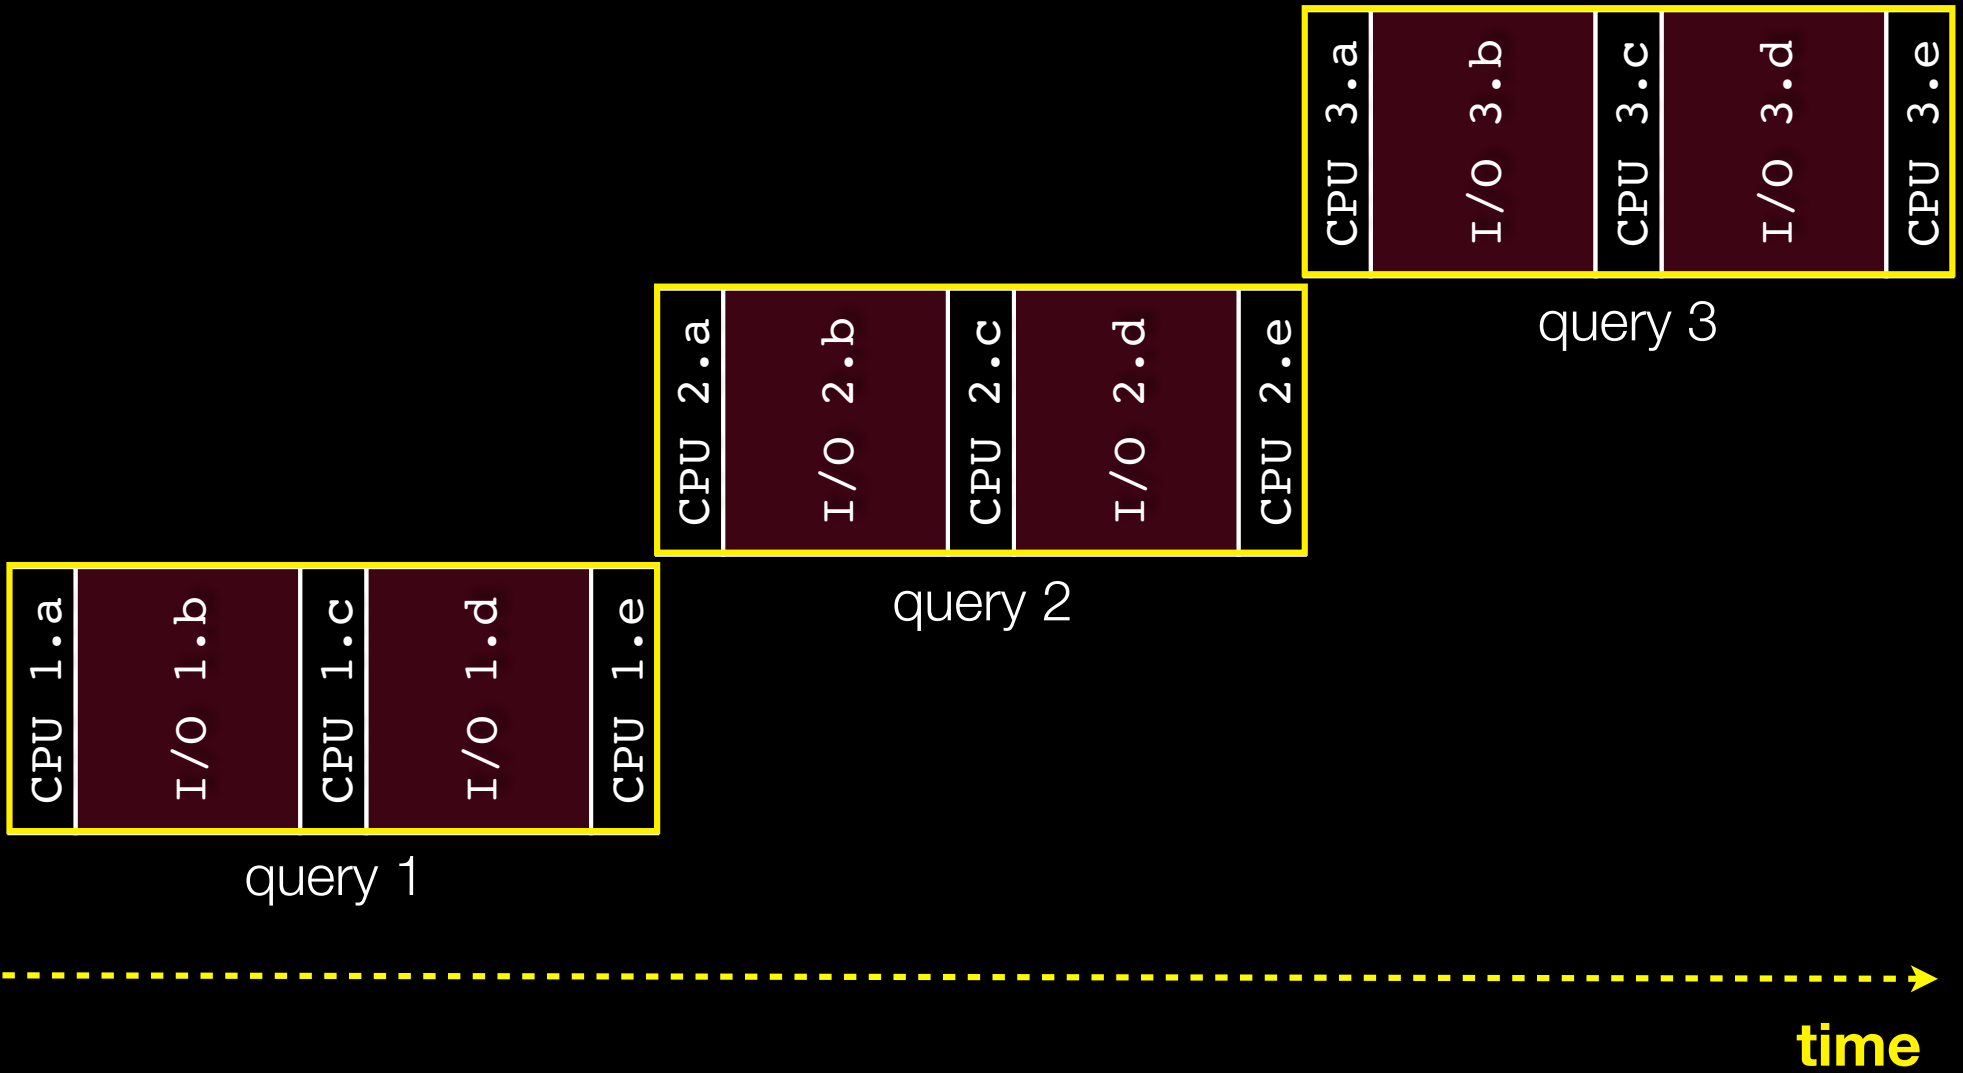 CPU 3.a
I/O 3.b
CPU 3.c
I/O 3.d
CPU 3.e
query 3
CPU 2.a
I/O 2.b
CPU 2.c
I/O 2.d
CPU 2.e
query 2
CPU 1.a
I/O 1.b
CPU 1.c
I/O 1.d
CPU 1.e
query 1
time